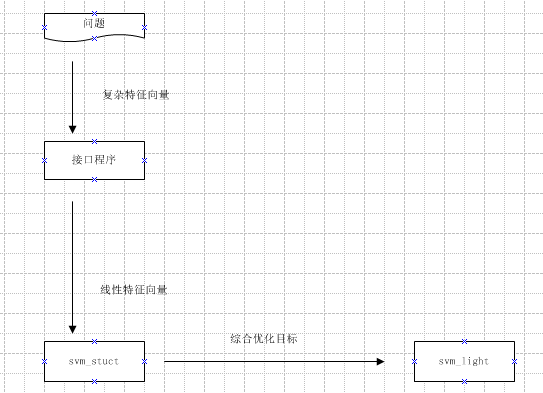 问题
复杂特征向量
接口程序
线性特征向量
综合优化目标
svm_stuct
svm_light